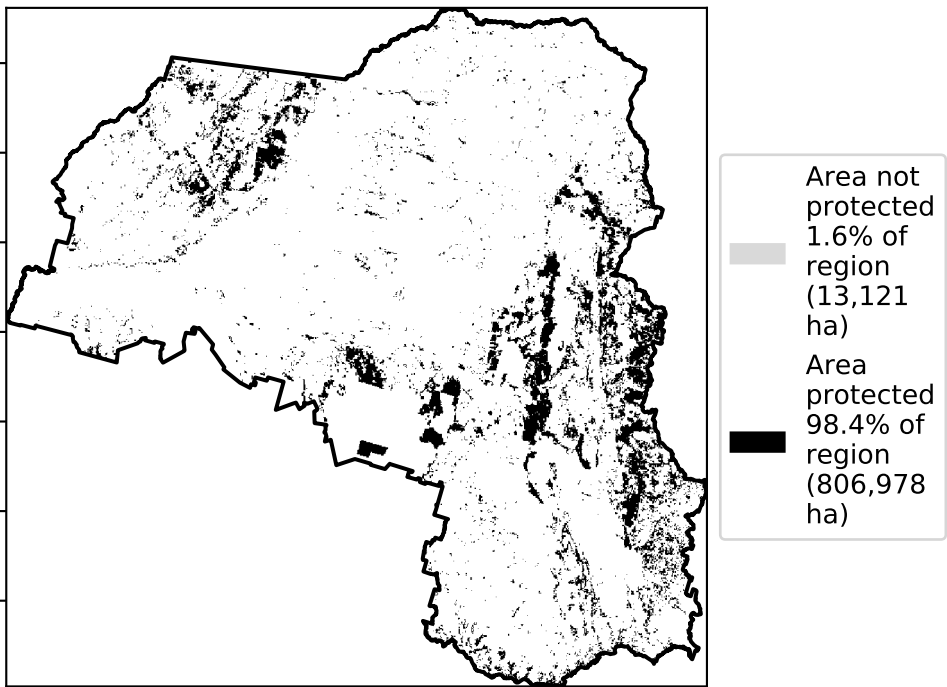 Area not
protected
1.6% of
region
(13,121
ha)
Area
protected
98.4% of
region
(806,978
ha)